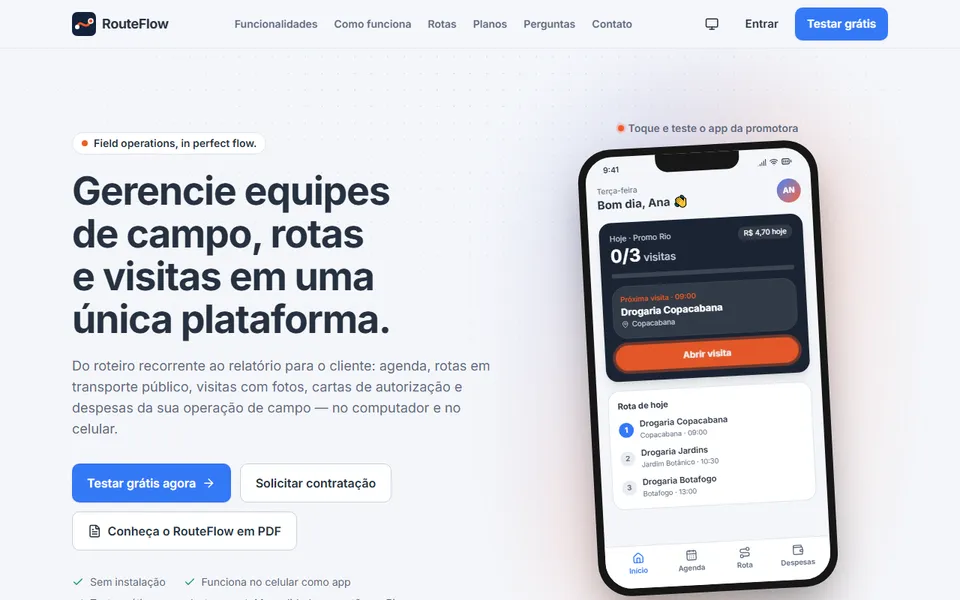 RouteFlow
Funcionalidades
Como funciona
Rotas
Planos
Perguntas
Contato
Entrar
Testar grátis
Field operations, in perfect flow.
Gerencie equipes
de campo, rotas
e visitas em uma
única plataforma.
Do roteiro recorrente ao relatório para o cliente: agenda, rotas em
transporte público, visitas com fotos, cartas de autorização e
despesas da sua operação de campo — no computador e no
celular.
Testar grátis agora
Solicitar contratação
Conheça o RouteFlow em PDF
Sem instalação
Funciona no celular como app
Toque e teste o app da promotora
9:41
Terça-feira
Bom dia, Ana 👋
AN
Hoje · Promo Rio
R$ 4,70 hoje
0/3 visitas
Próxima visita · 09:00
Drogaria Copacabana
Copacabana
Abrir visita
Rota de hoje
1
Drogaria Copacabana
Copacabana · 09:00
2
Drogaria Jardins
Jardim Botânico · 10:30
3
Drogaria Botafogo
Botafogo · 13:00
Início
Agenda
Rota
Despesas